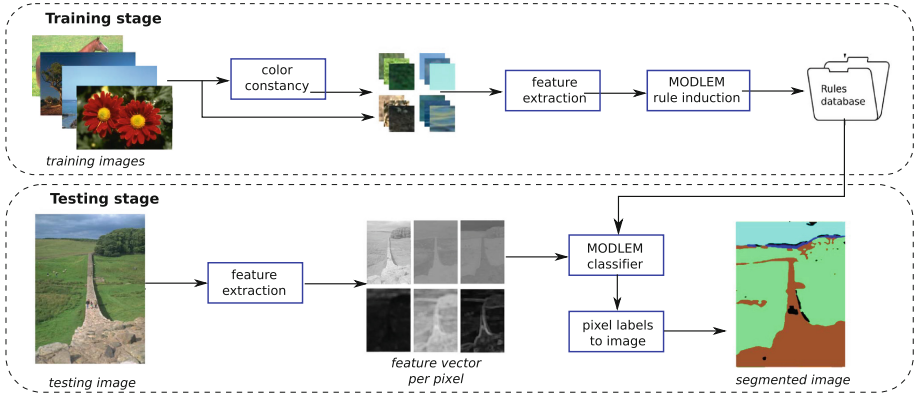 Training stage
color
constancy
feature
extraction
MODLEM
rule induction
Rules
database
training images
Testing stage
feature
extraction
MODLEM
classifier
pixel labels
to image
testing image
feature vector
per pixel
segmented image